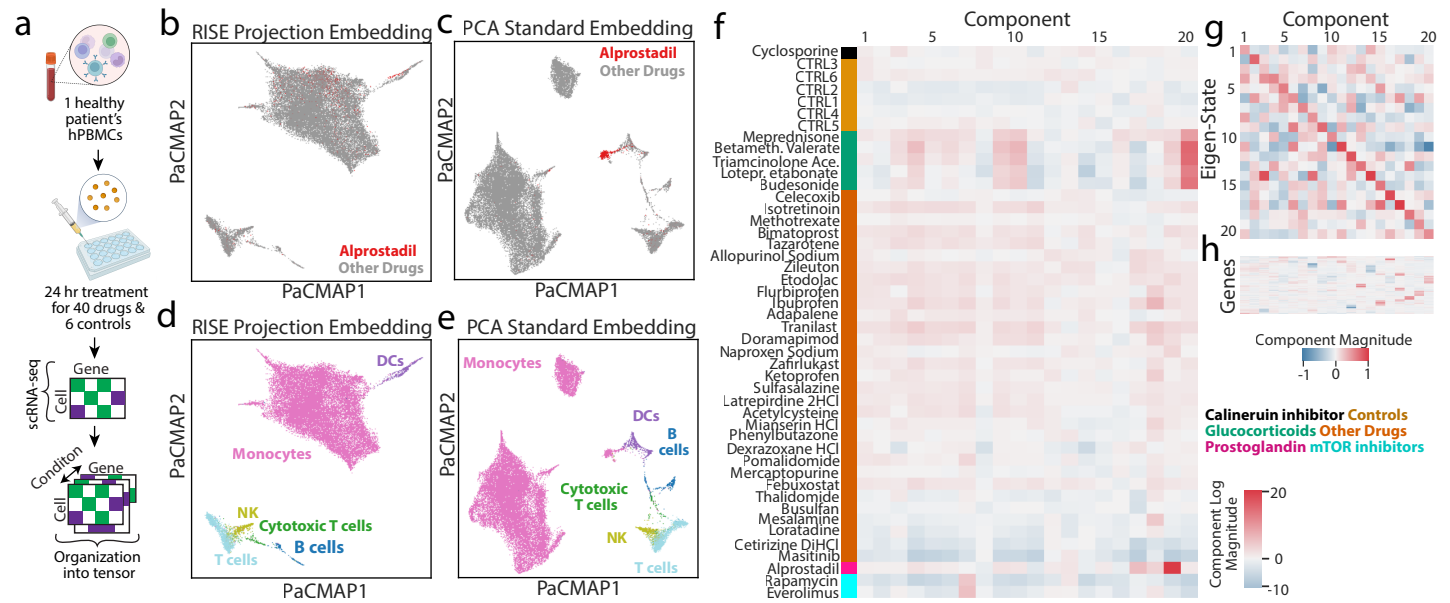 a
1 healthy
patient's
hPBMCs
24 hr treatment
for 40 drugs &
6 controls
scRNA-seq
Gene
Cell
Conditon
Gene
Cell
Organization
into tensor
b
RISE Projection Embedding
PaCMAP2
Alprostadil
Other Drugs
PaCMAP1
c
PCA Standard Embedding
PaCMAP2
Alprostadil
Other Drugs
PaCMAP1
d
RISE Projection Embedding
PaCMAP2
DCs
Monocytes
NK
Cytotoxic T cells
B cells
T cells
PaCMAP1
e
PCA Standard Embedding
PaCMAP2
Monocytes
DCs
B
cells
Cytotoxic
T cells
NK
T cells
PaCMAP1
f
Component
1 5 10 15 20
Cyclosporine
CTRL3
CTRL6
CTRL2
CTRL1
CTRL4
CTRL5
Meprednisone
Betameth. Valerate
Triamcinolone Ace.
Lotepr. etabonate
Budesonide
Celecoxib
Isotretinoin
Methotrexate
Bimatoprost
Tazarotene
Allopurinol Sodium
Zileuton
Etodolac
Flurbiprofen
Ibuprofen
Adapalene
Tranilast
Doramapimod
Naproxen Sodium
Zafirlukast
Ketoprofen
Sulfasalazine
Latrepirdine 2HCl
Acetylcysteine
Mianserin HCl
Phenylbutazone
Dexrazoxane HCl
Pomalidomide
Mercaptopurine
Febuxostat
Thalidomide
Busulfan
Mesalamine
Loratadine
Cetirizine DiHCl
Masitinib
Alprostadil
Rapamycin
Everolimus
g
Component
1 5 10 15 20
Eigen-State
1
5
10
15
20
h
Genes
Component Magnitude
-1 0 1
Calineruin inhibitor Controls
Glucocorticoids Other Drugs
Prostoglandin mTOR inhibitors
Component Log
Magnitude
20
0
-10